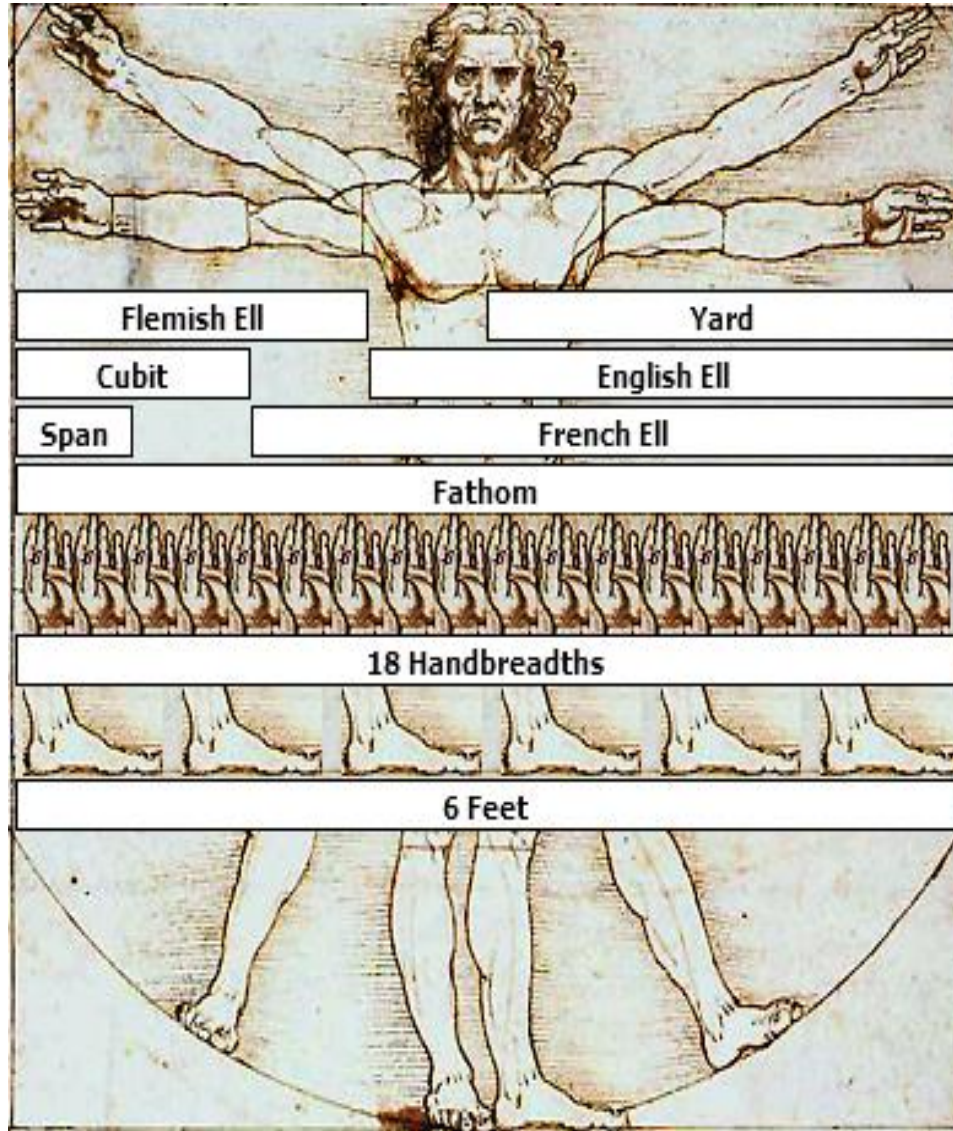 Flemish Ell
Yard
Cubit
English Ell
Span
French Ell
Fathom
18 Handbreadths
6 Feet